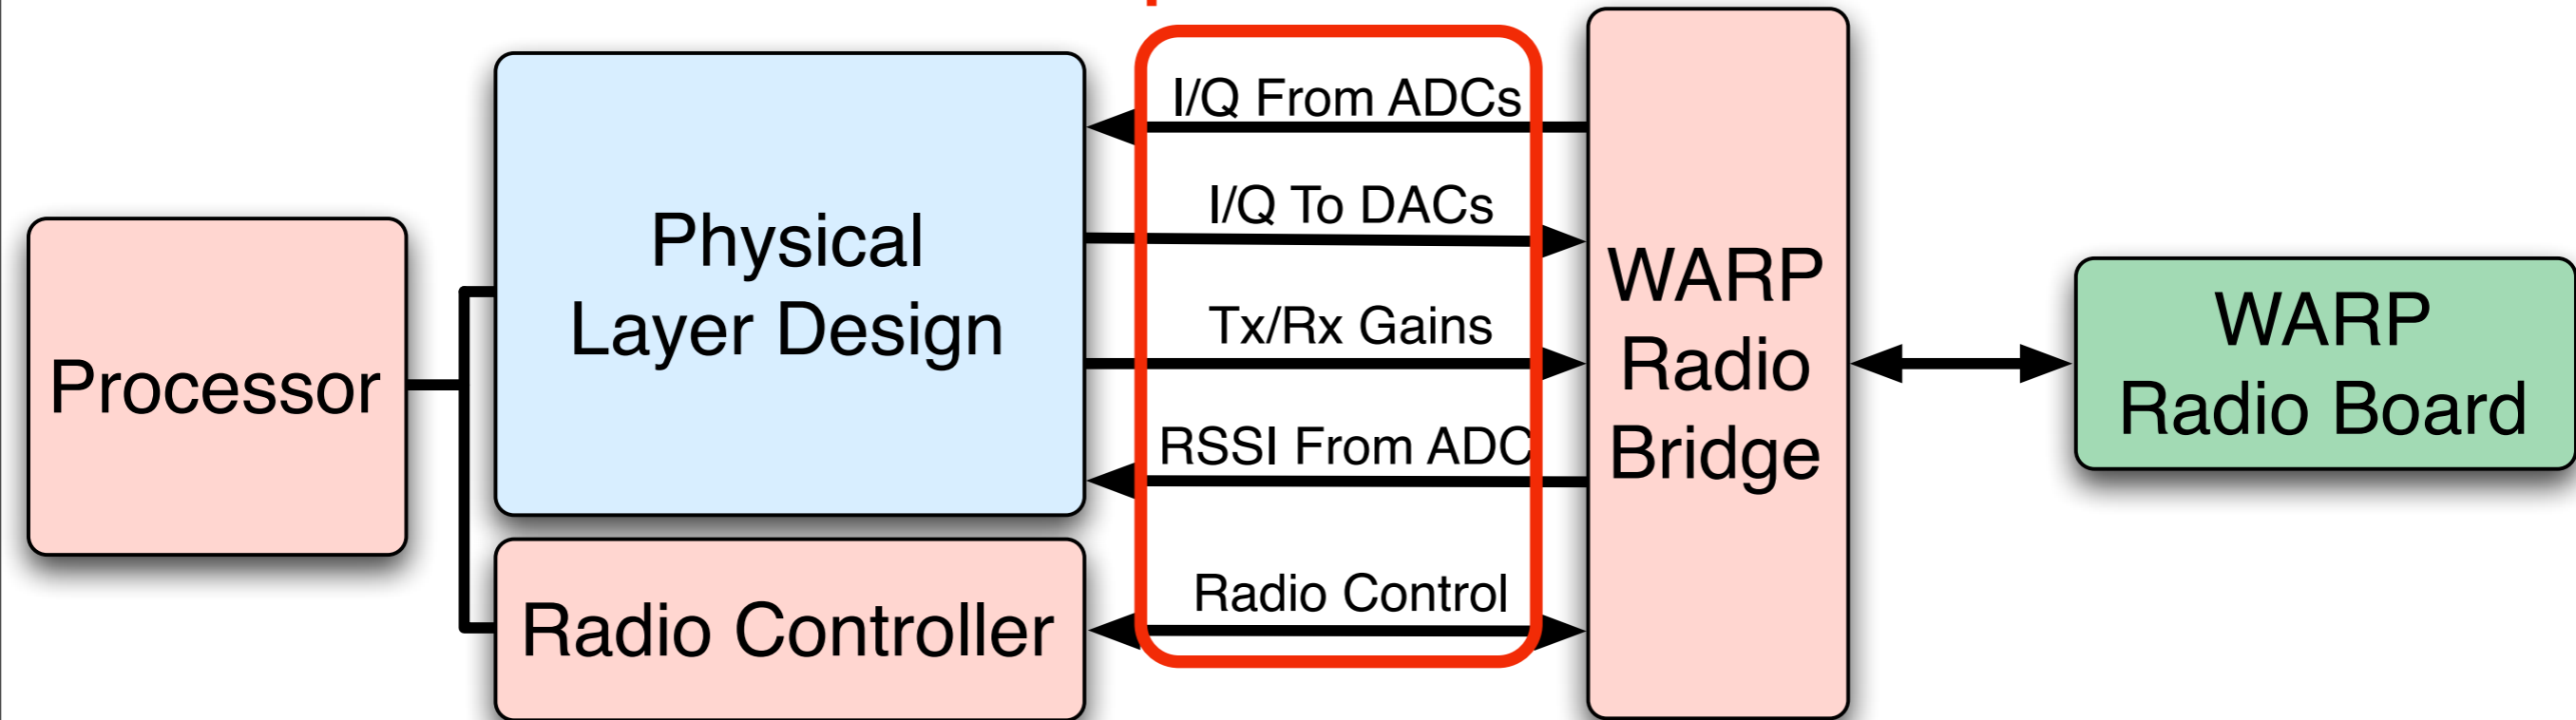 Processor
Physical
Layer Design
Radio Controller
I/Q From ADCs
I/Q To DACs
Tx/Rx Gains
RSSI From ADC
Radio Control
WARP
Radio
Bridge
WARP
Radio Board